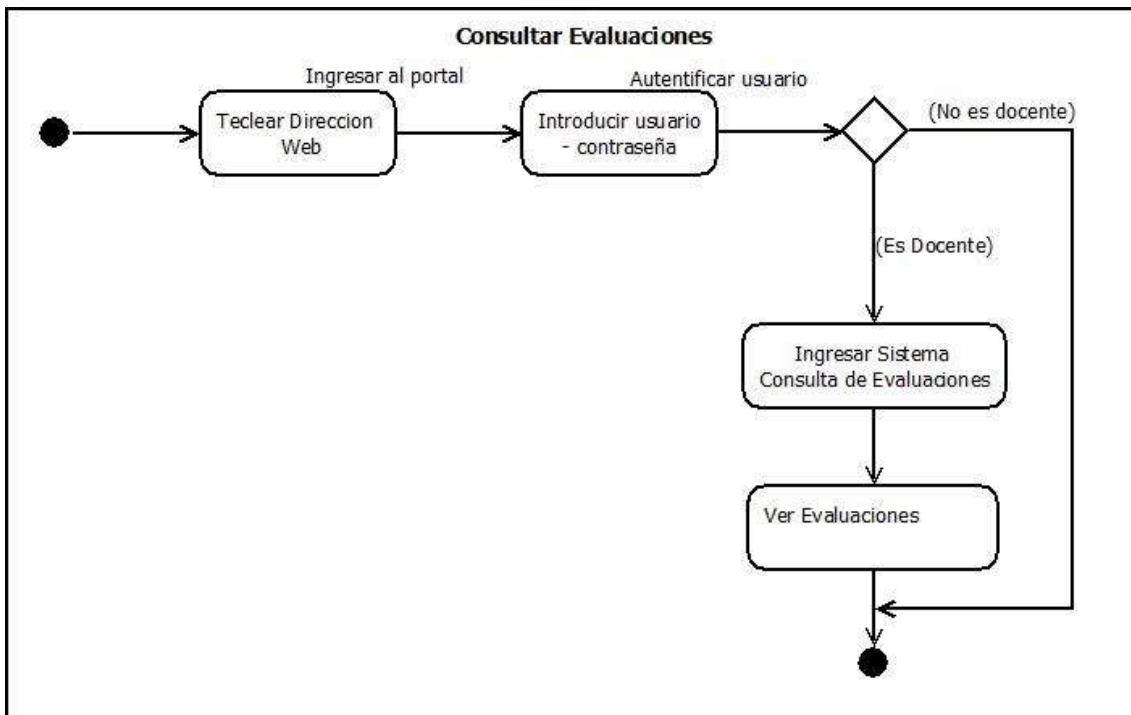 Consultar Evaluaciones
Ingresar al portal
Autentificar usuario
Teclear Direccion
Web
Introducir usuario
- contraseña
(No es docente)
(Es Docente)
Ingresar Sistema
Consulta de Evaluaciones
Ver Evaluaciones